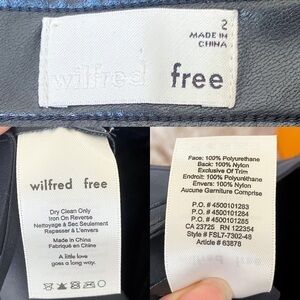 2
MADE IN
CHINA
wilfred free
wilfred free
Dry Clean Only
Iron On Reverse
Nettoyage à Sec Seulement
Repasser à L'envers
Made in China
Fabriqué en Chine
A little love
goes a long way.
Face: 100% Polyurethane
Back: 100% Nylon
Exclusive Of Trim
Endroit: 100% Polyurethane
Envers: 100% Nylon
Aucune Garniture Comprise
P.O. # 4500101283
P.O. # 4500101284
P.O. # 4500101285
CA 23725 RN 122354
Style # FSL7-7302-48
Article # 63878